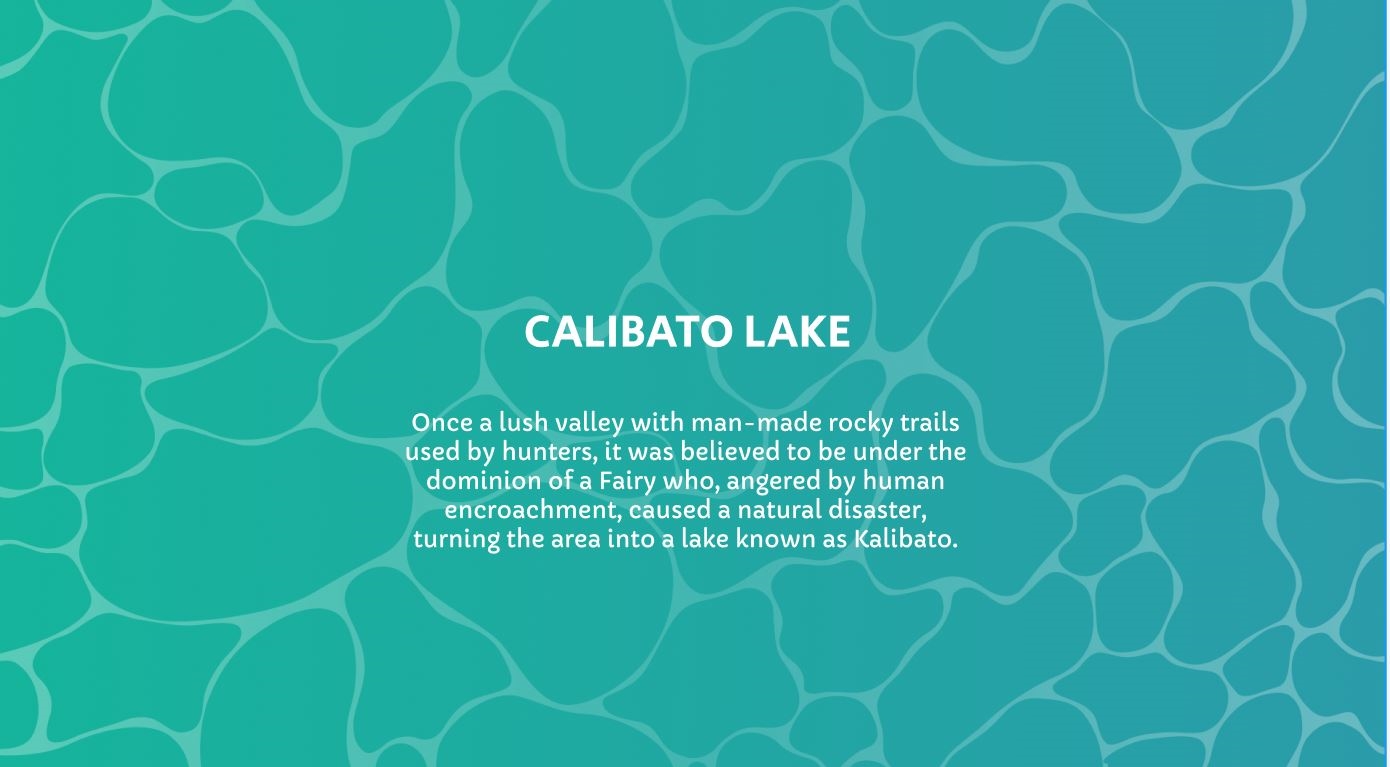 CALIBATO LAKE
Once a lush valley with man-made rocky trails
used by hunters, it was believed to be under the
dominion of a Fairy who, angered by human
encroachment, caused a natural disaster,
turning the area into a lake known as Kalibato.